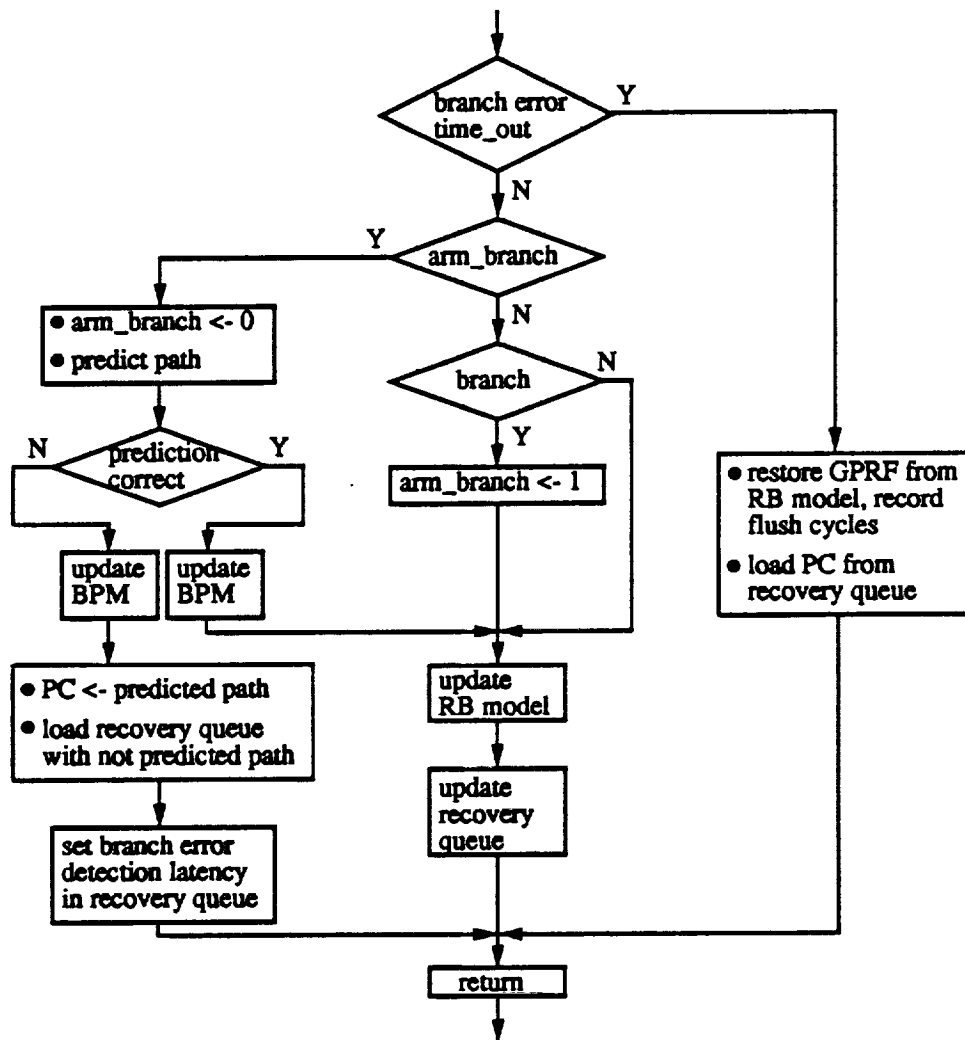 branch error
time_out
Y
N
arm_branch
Y
N
● arm_branch <- 0
● predict path
branch
N
Y
prediction
correct
N
Y
arm_branch <- 1
● restore GPRF from
RB model, record
flush cycles
● load PC from
recovery queue
update
BPM
update
BPM
● PC <- predicted path
● load recovery queue
with not predicted path
update
RB model
update
recovery
queue
set branch error
detection latency
in recovery queue
return